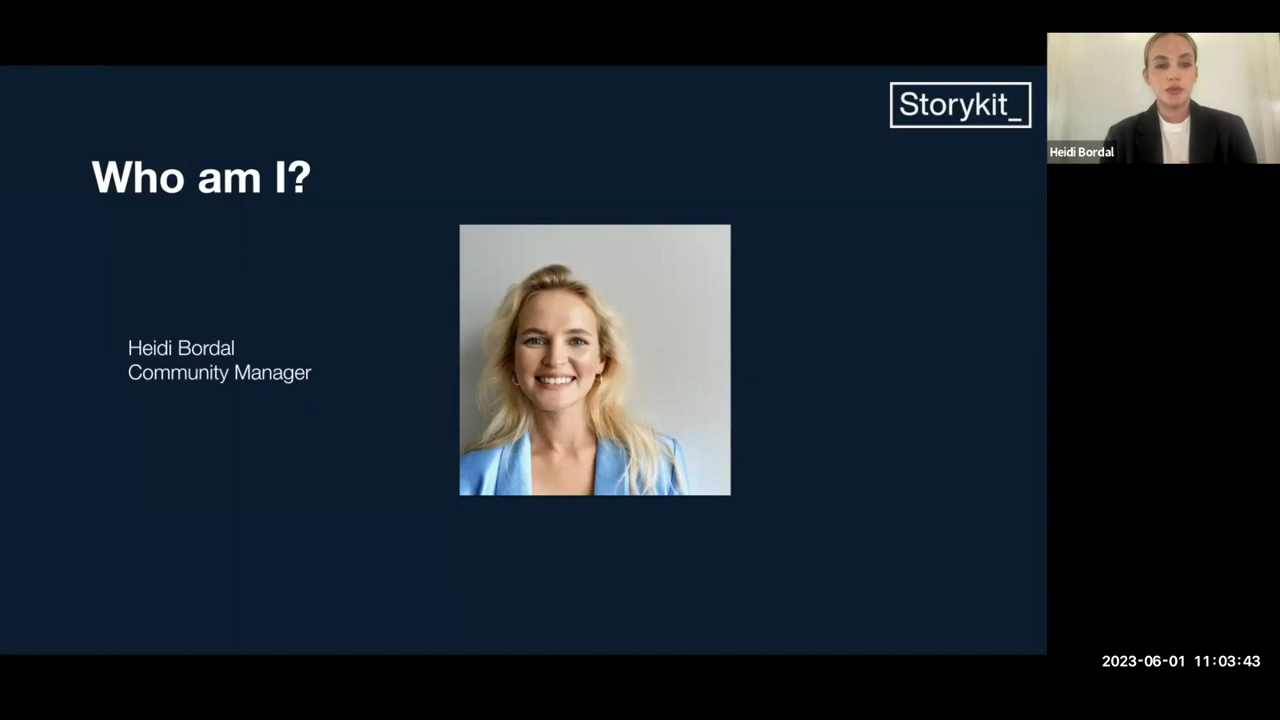 Storykit_
Who am I?
Heidi Bordal
Community Manager
Heidi Bordal
2023-06-01 11:03:43